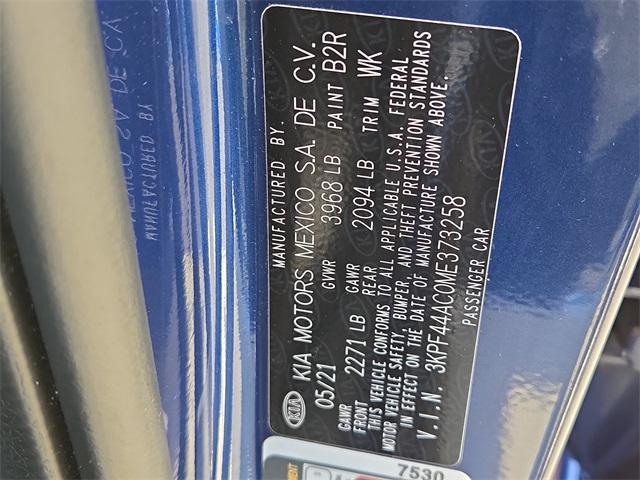 MANUFACTURED BY.
KIA KIA MOTORS MEXICO S.A. DE C.V.
05/21 GVWR 3968 LB PAINT B2R
GAWR FRONT 2271 LB GAWR REAR 2094 LB TRIM WK
THIS VEHICLE CONFORMS TO ALL APPLICABLE U.S.A. FEDERAL
MOTOR VEHICLE SAFETY, BUMPER, AND THEFT PREVENTION STANDARDS
IN EFFECT ON THE DATE OF MANUFACTURE SHOWN ABOVE.
V.I.N. 3KPF44AC0ME373258
PASSENGER CAR
7530